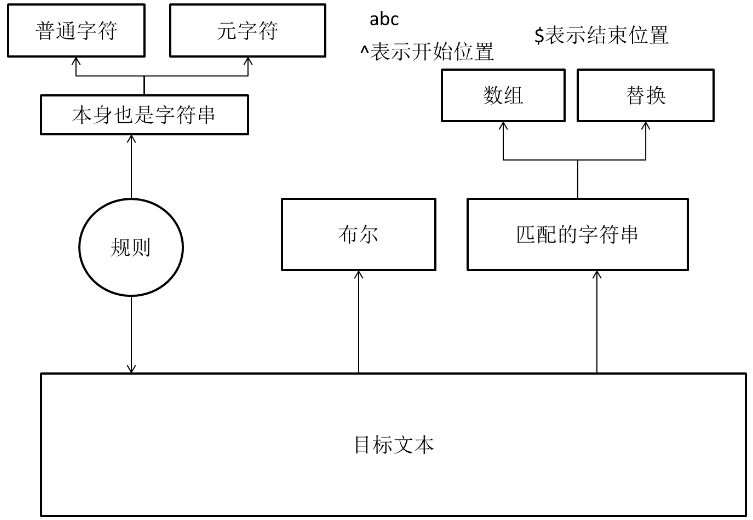 普通字符
元字符
abc
^表示开始位置
$表示结束位置
数组
替换
本身也是字符串
规则
布尔
匹配的字符串
目标文本